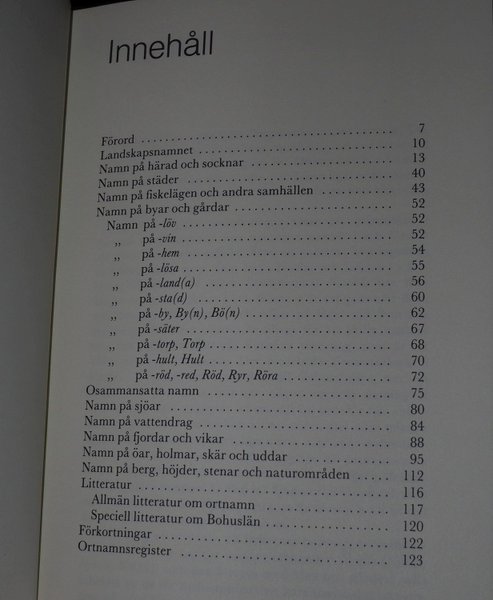 Innehåll
Förord 7
Landskapsnamnet 10
Namn på härad och socknar 13
Namn på städer 40
Namn på fiskelägen och andra samhällen 43
Namn på byar och gårdar 52
Namn på -löv 52
„ på -vin 52
„ på -hem 54
„ på -lösa 55
„ på -land(a) 56
„ på -sta(d) 60
„ på -by, By(n), Bö(n) 62
„ på -säter 67
„ på -torp, Torp 68
„ på -hult, Hult 70
„ på -röd, -red, Röd, Ryr, Röra 72
Osammansatta namn 75
Namn på sjöar 80
Namn på vattendrag 84
Namn på fjordar och vikar 88
Namn på öar, holmar, skär och uddar 95
Namn på berg, höjder, stenar och naturområden 112
Litteratur 116
Allmän litteratur om ortnamn 117
Speciell litteratur om Bohuslän 120
Förkortningar 122
Ortnamnsregister 123